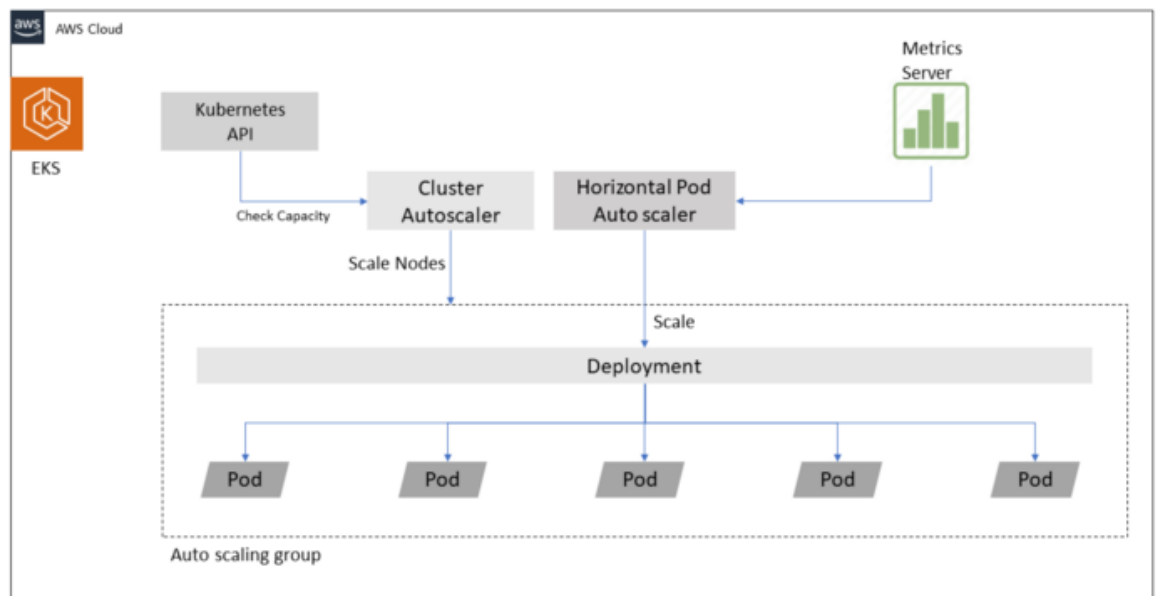 aws
AWS Cloud
Metrics
Server
Kubernetes
API
EKS
Cluster
Autoscaler
Horizontal Pod
Auto scaler
Check Capacity
Scale Nodes
Scale
Deployment
Pod
Pod
Pod
Pod
Pod
Auto scaling group